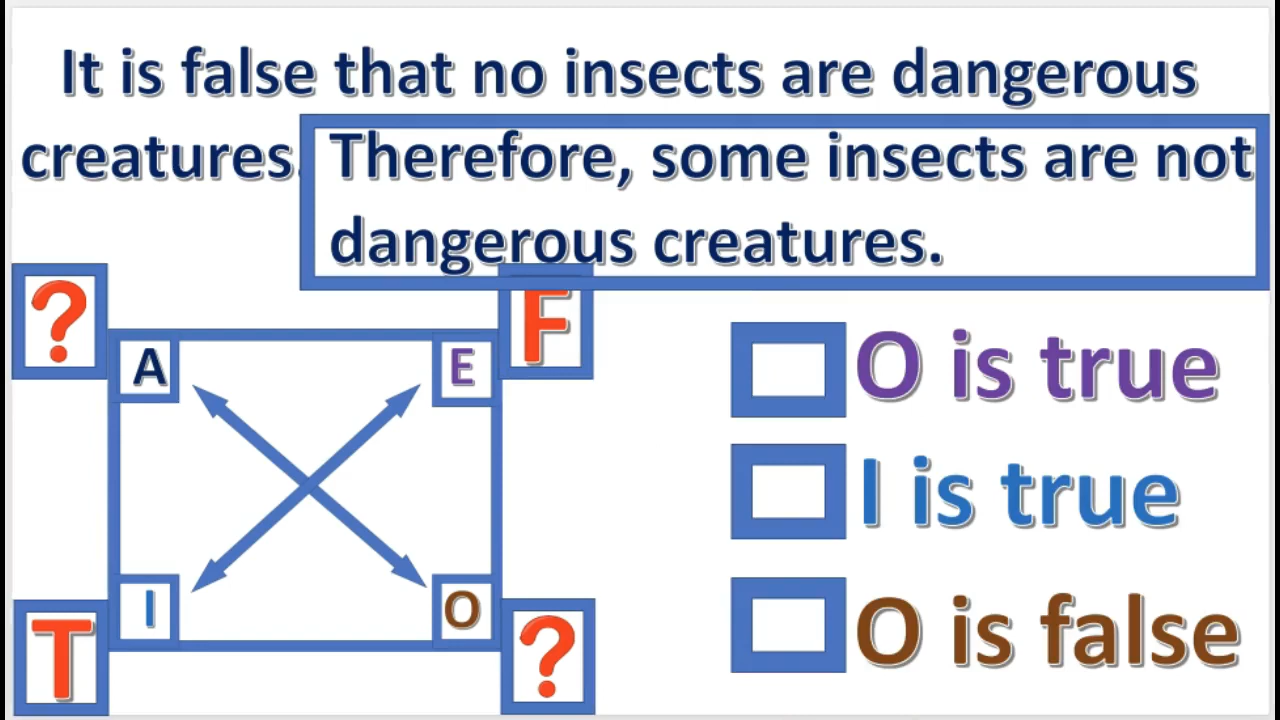 It is false that no insects are dangerous
creatures. Therefore, some insects are not
dangerous creatures.
? F
A E
I O
T ?
O is true
I is true
O is false